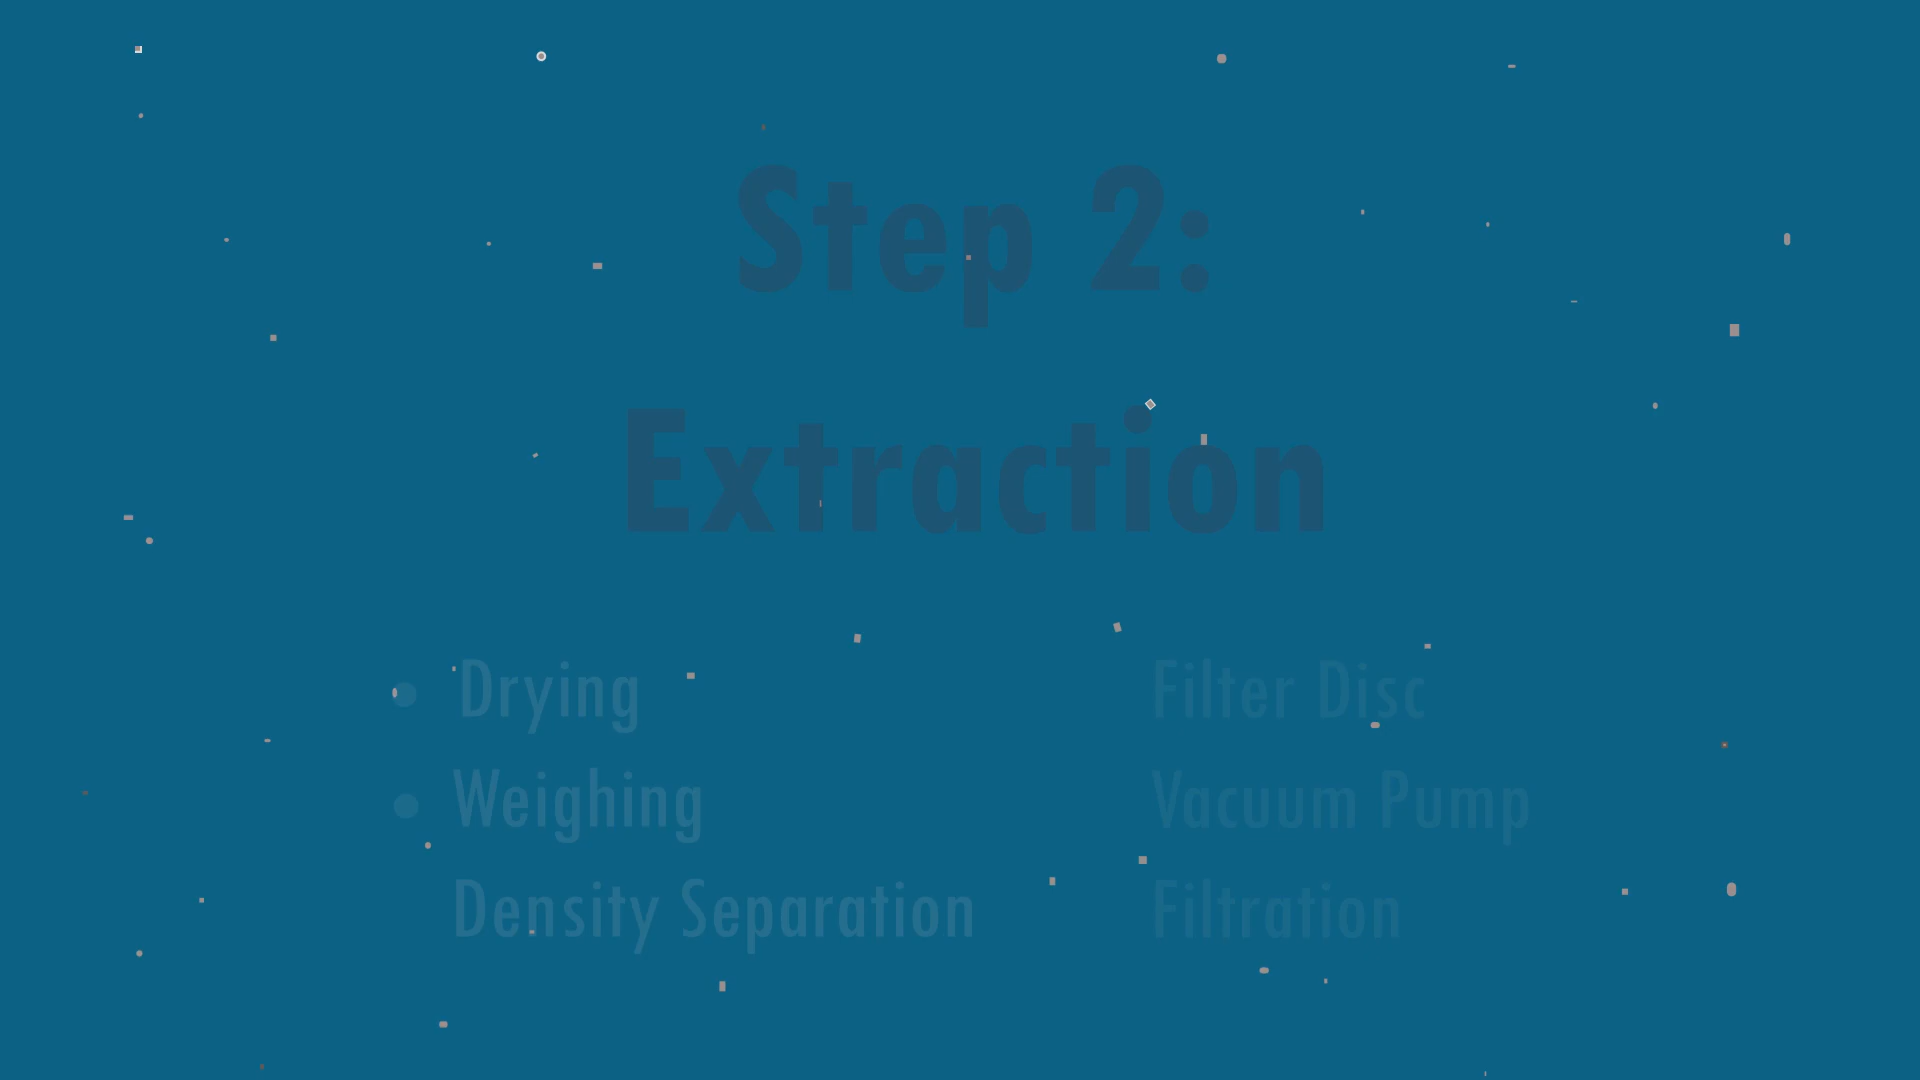 Step 2:
Extraction
• Drying
• Weighing
Density Separation
Filter Disc
Vacuum Pump
Filtration